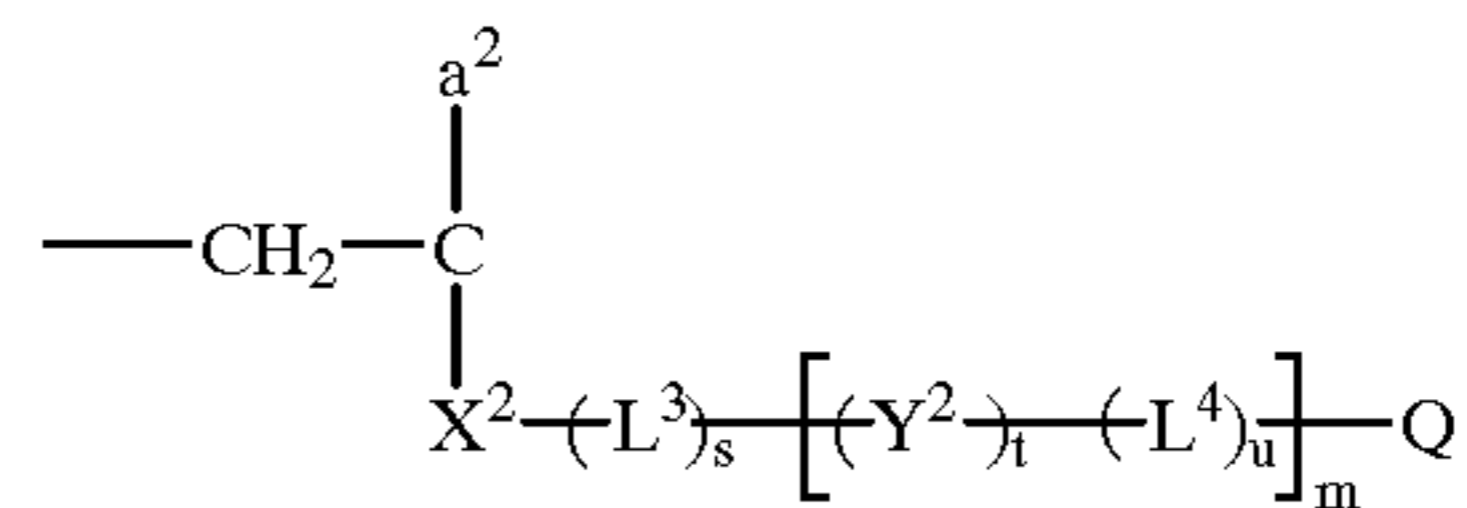 a²
CH₂ C
X² (L³)ₛ [(Y²)ₜ (L⁴)ᵤ]ₘ Q